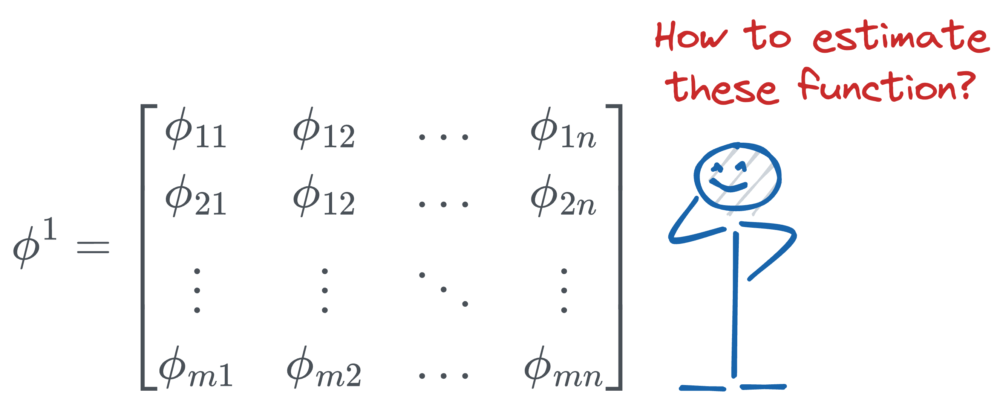 How to estimate
these function?
ϕ¹ =
ϕ₁₁ ϕ₁₂ ⋯ ϕ₁ₙ
ϕ₂₁ ϕ₁₂ ⋯ ϕ₂ₙ
⋮ ⋮ ⋱ ⋮
ϕₘ₁ ϕₘ₂ ⋯ ϕₘₙ